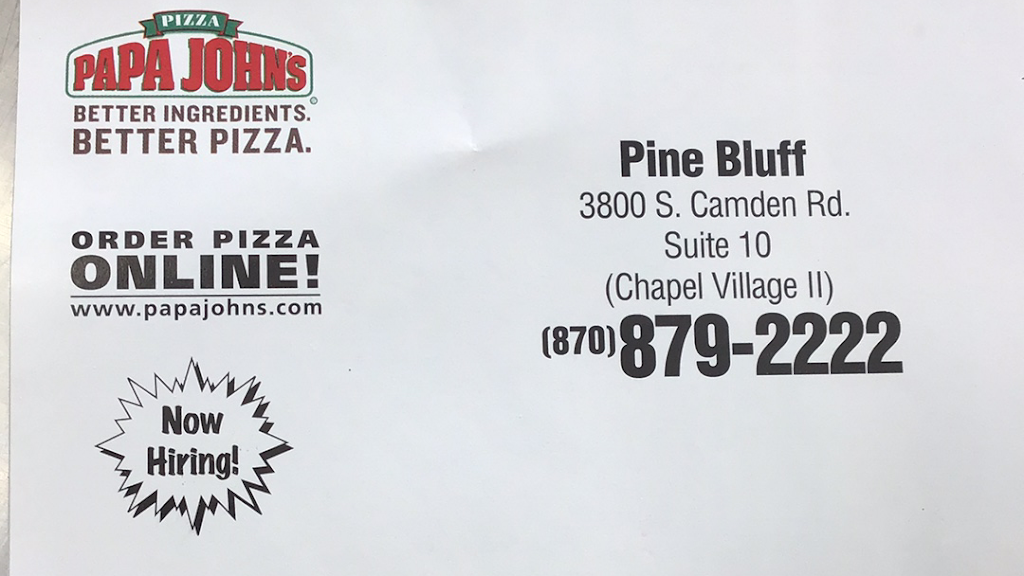 PIZZA
PAPA JOHN'S
BETTER INGREDIENTS.
BETTER PIZZA.
ORDER PIZZA
ONLINE!
www.papajohns.com
Now
Hiring!
Pine Bluff
3800 S. Camden Rd.
Suite 10
(Chapel Village II)
(870)879-2222